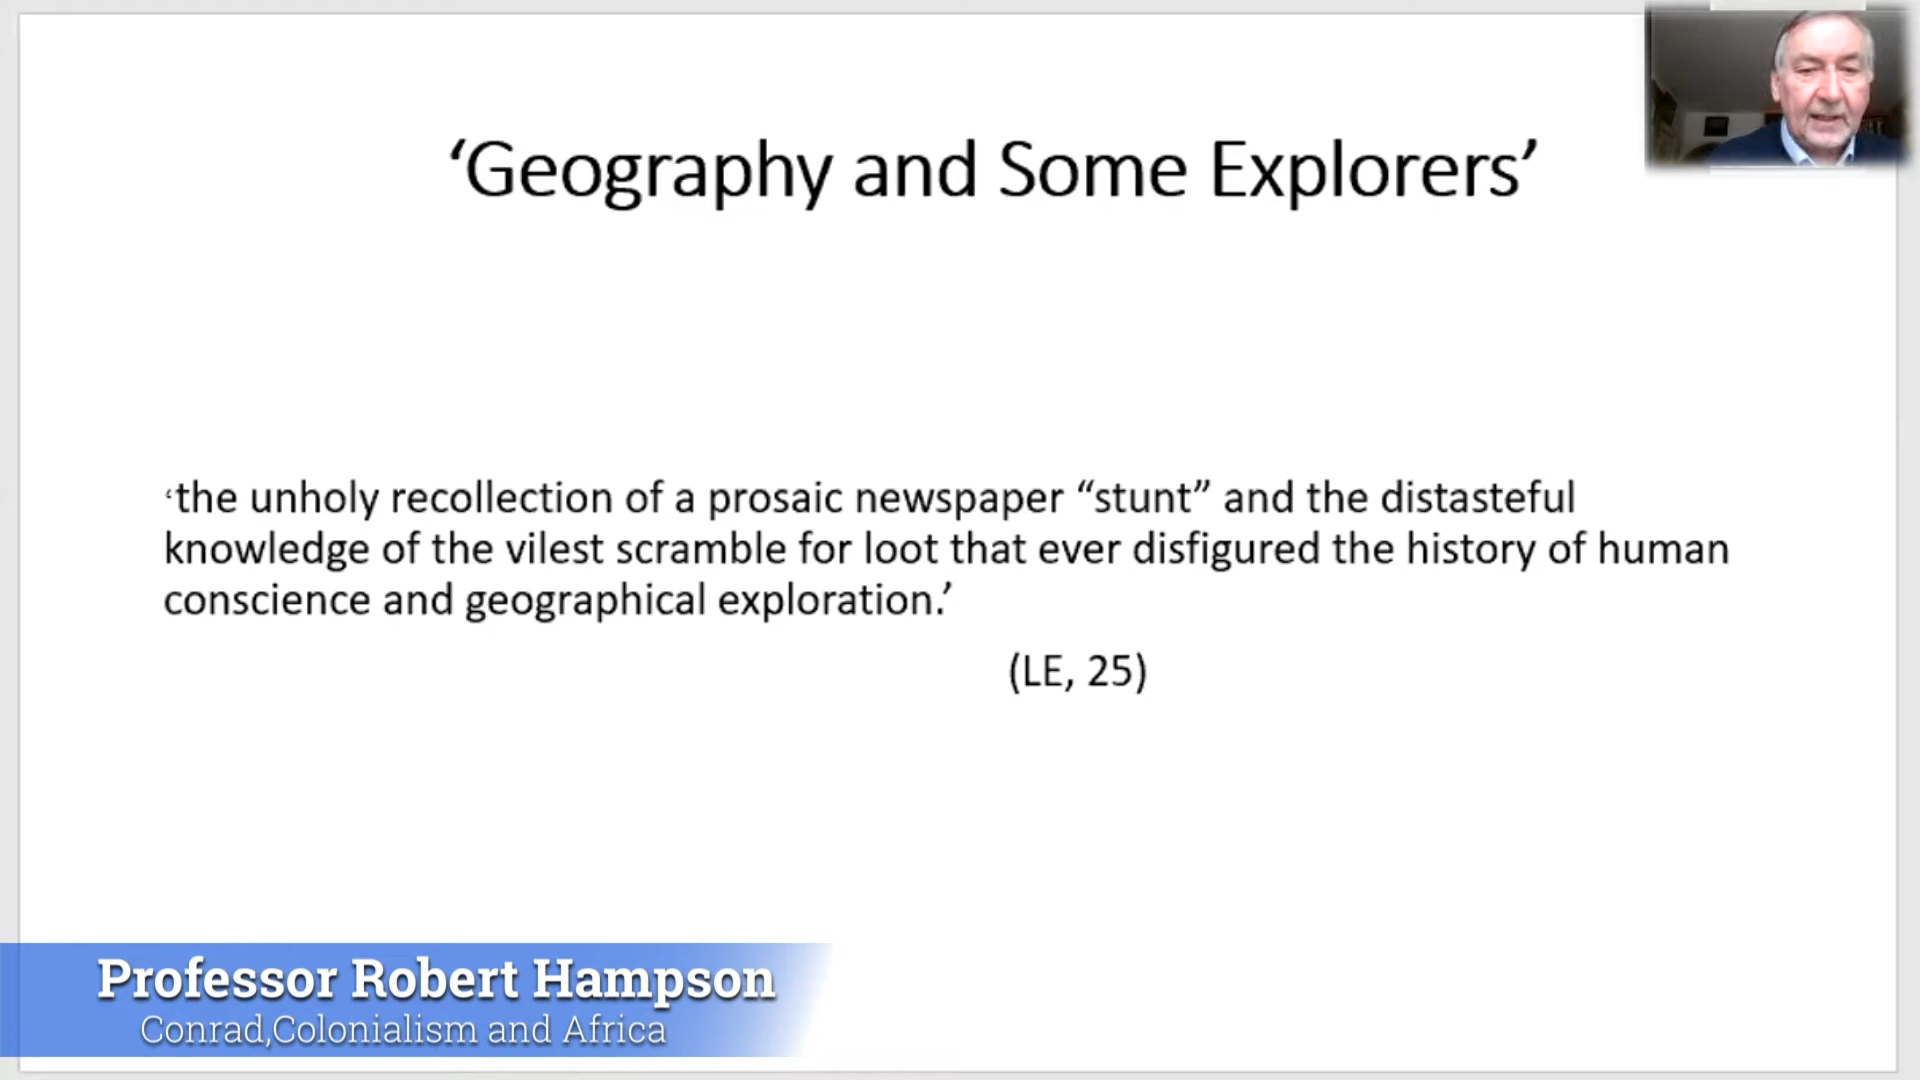 ‘Geography and Some Explorers’
‘the unholy recollection of a prosaic newspaper “stunt” and the distasteful
knowledge of the vilest scramble for loot that ever disfigured the history of human
conscience and geographical exploration.’
(LE, 25)
Professor Robert Hampson
Conrad,Colonialism and Africa